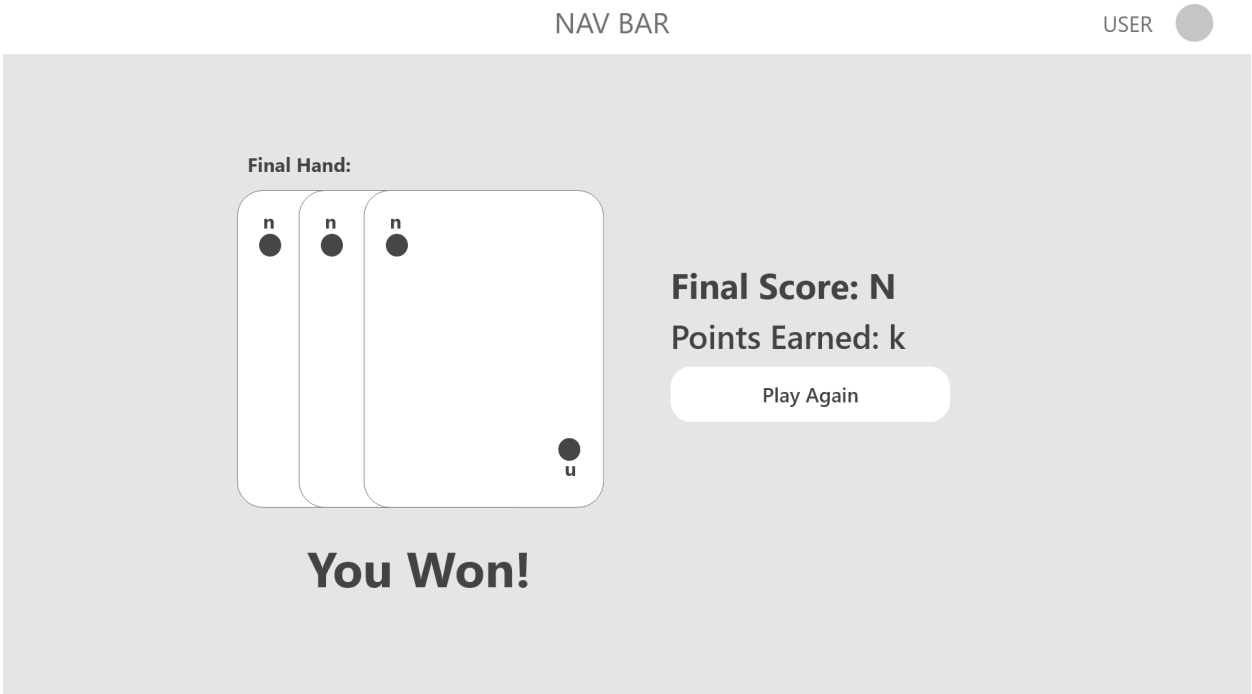 NAV BAR
USER
Final Hand:
n
n
n
n
You Won!
Final Score: N
Points Earned: k
Play Again